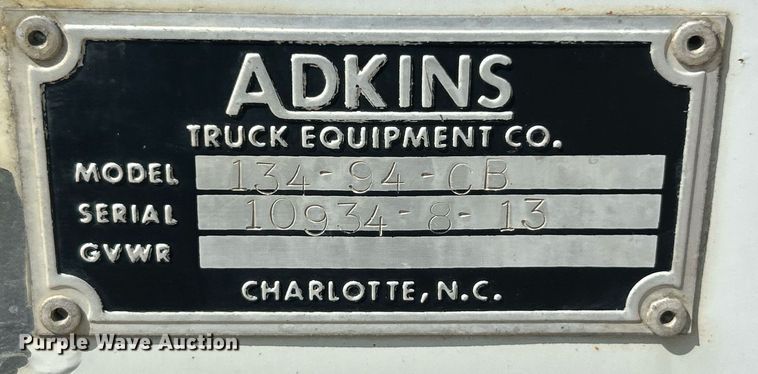 ADKINS
TRUCK EQUIPMENT CO.
MODEL 134-94-CB
SERIAL 10934-8-13
GVWR
CHARLOTTE, N.C.
Purple Wave Auction